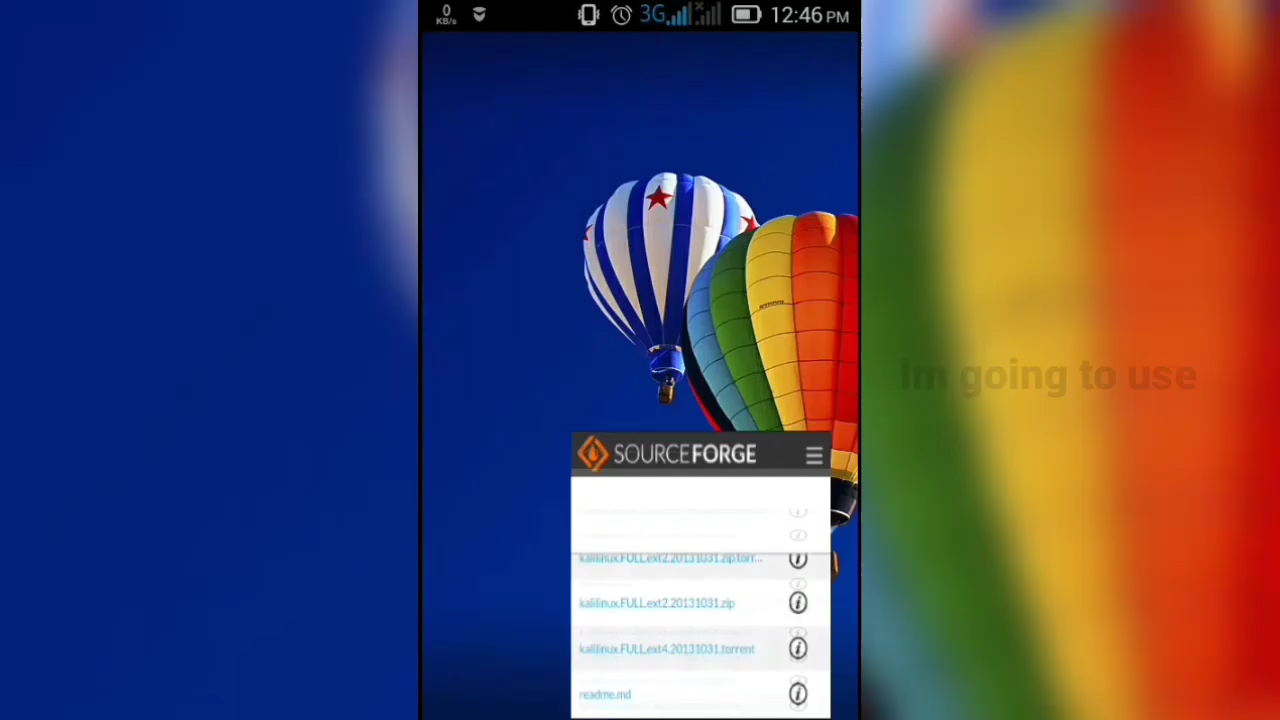 0
KB/s
3G
12:46 PM
Im going to use
SOURCEFORGE
kalilinux.FULL.ext2.20131031.zip.torr...
kalilinux.FULL.ext2.20131031.zip
kalilinux.FULL.ext4.20131031.torrent
readme.md